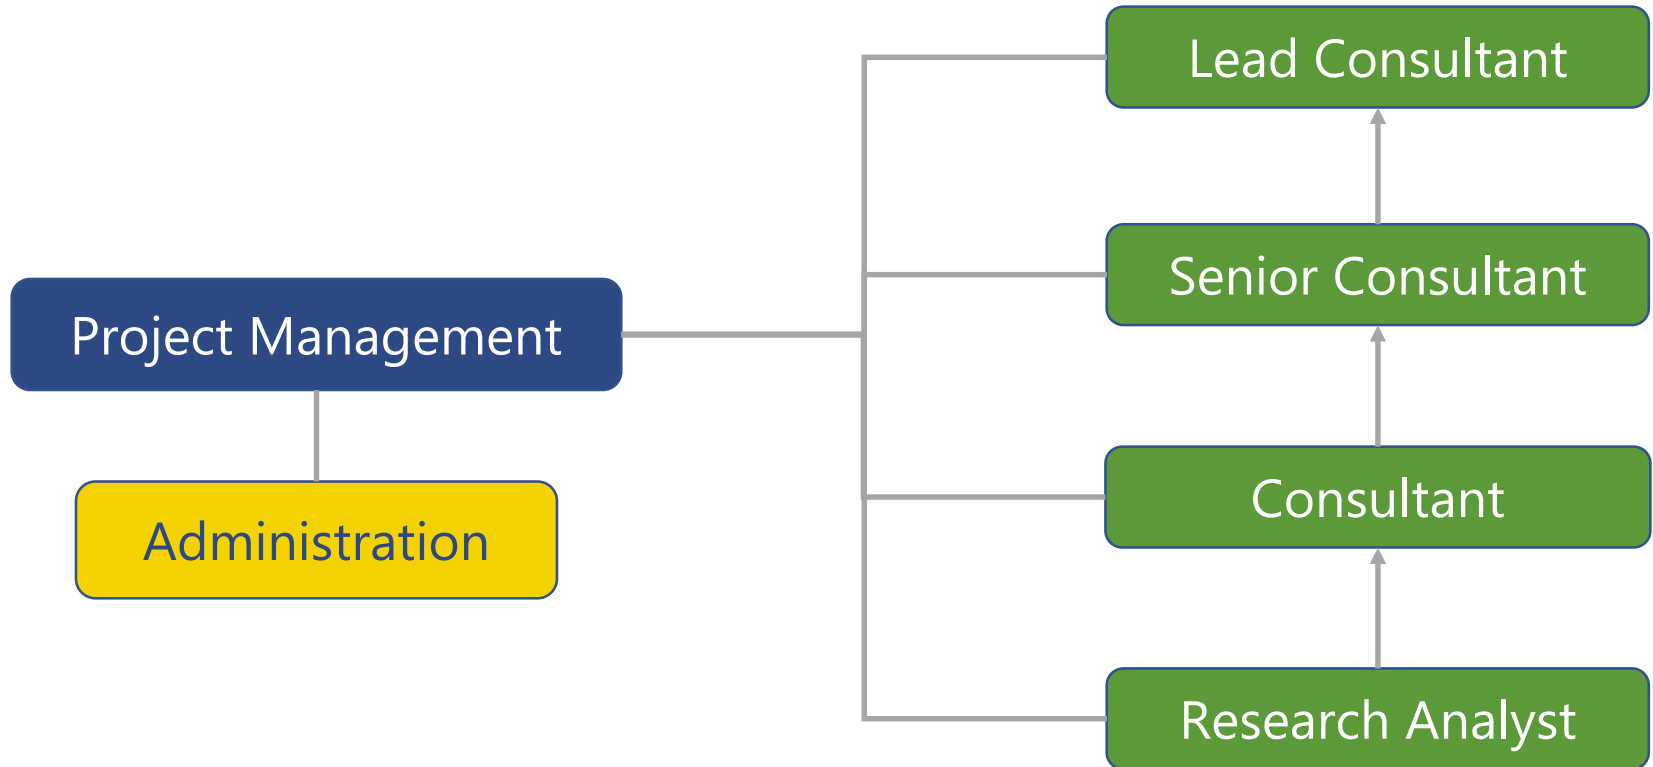 Lead Consultant
Senior Consultant
Project Management
Consultant
Administration
Research Analyst